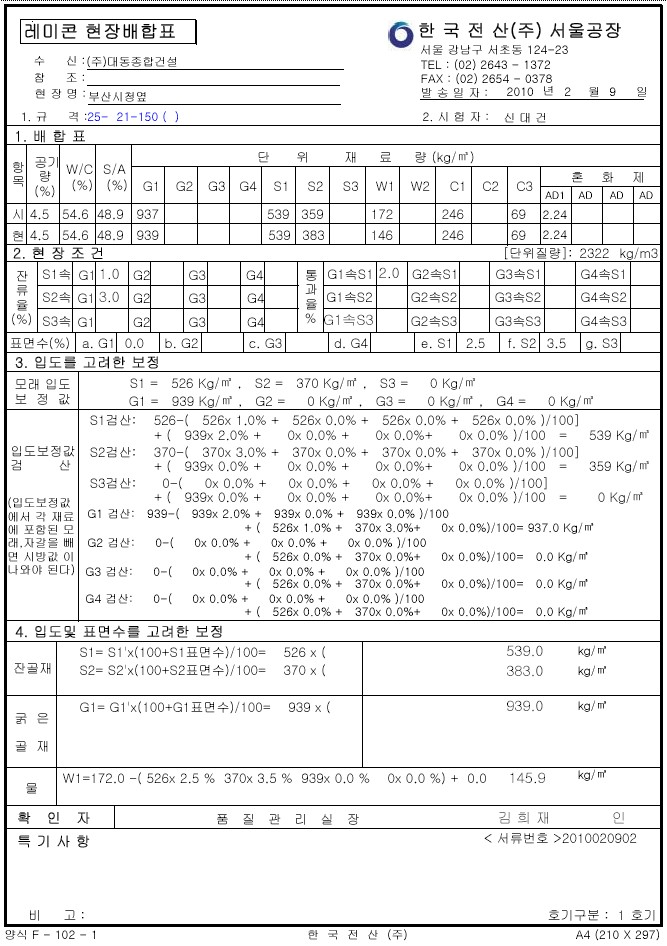 레미콘 현장배합표
한 국 전 산(주) 서울공장
서울 강남구 서초동 124-23
TEL : (02) 2643 - 1372
FAX : (02) 2654 - 0378
수 신 : (주)대동종합건설
참 조 :
현 장 명 : 부산시청옆
발 송 일 자 : 2010 년 2 월 9 일
1. 규 격 : 25- 21-150 ( )
2. 시 험 자 : 신 대 건
1. 배 합 표
항목 공기량(%) W/C (%) S/A (%) 단 위 재 료 량 (kg/㎥)
G1 G2 G3 G4 S1 S2 S3 W1 W2 C1 C2 C3 혼 화 제
AD1 AD AD AD
시 4.5 54.6 48.9 937 539 359 172 246 69 2.24
현 4.5 54.6 48.9 939 539 383 146 246 69 2.24
2. 현 장 조 건 [단위질량]: 2322 kg/m3
잔류율(%) S1속 G1 1.0 G2 G3 G4 통과율% G1속S1 2.0 G2속S1 G3속S1 G4속S1
S2속 G1 3.0 G2 G3 G4 G1속S2 G2속S2 G3속S2 G4속S2
S3속 G1 G2 G3 G4 G1속S3 G2속S3 G3속S3 G4속S3
표면수(%) a. G1 0.0 b. G2 c. G3 d. G4 e. S1 2.5 f. S2 3.5 g. S3
3. 입도를 고려한 보정
모래 입도 S1 = 526 Kg/㎥ , S2 = 370 Kg/㎥ , S3 = 0 Kg/㎥
보 정 값 G1 = 939 Kg/㎥, G2 = 0 Kg/㎥, G3 = 0 Kg/㎥, G4 = 0 Kg/㎥
입도보정값
검 산
(입도보정값
에서 각 재료
에 포함된 모
래,자갈을 빼
면 시방값 이
나와야 된다)
S1검산: 526-( 526x 1.0% + 526x 0.0% + 526x 0.0% + 526x 0.0% )/100]
+ ( 939x 2.0% + 0x 0.0% + 0x 0.0%+ 0x 0.0% )/100 = 539 Kg/㎥
S2검산: 370-( 370x 3.0% + 370x 0.0% + 370x 0.0% + 370x 0.0% )/100]
+ ( 939x 0.0% + 0x 0.0% + 0x 0.0%+ 0x 0.0% )/100 = 359 Kg/㎥
S3검산: 0-( 0x 0.0% + 0x 0.0% + 0x 0.0% + 0x 0.0% )/100]
+ ( 939x 0.0% + 0x 0.0% + 0x 0.0%+ 0x 0.0% )/100 = 0 Kg/㎥
G1 검산: 939-( 939x 2.0% + 939x 0.0% + 939x 0.0% )/100
+ ( 526x 1.0% + 370x 3.0%+ 0x 0.0%)/100= 937.0 Kg/㎥
G2 검산: 0-( 0x 0.0% + 0x 0.0% + 0x 0.0% )/100
+ ( 526x 0.0% + 370x 0.0%+ 0x 0.0%)/100= 0.0 Kg/㎥
G3 검산: 0-( 0x 0.0% + 0x 0.0% + 0x 0.0% )/100
+ ( 526x 0.0% + 370x 0.0%+ 0x 0.0%)/100= 0.0 Kg/㎥
G4 검산: 0-( 0x 0.0% + 0x 0.0% + 0x 0.0% )/100
+ ( 526x 0.0% + 370x 0.0%+ 0x 0.0%)/100= 0.0 Kg/㎥
4. 입도및 표면수를 고려한 보정
잔골재
S1= S1'x(100+S1표면수)/100= 526 x ( 539.0 kg/㎥
S2= S2'x(100+S2표면수)/100= 370 x ( 383.0 kg/㎥
굵 은
골 재
G1= G1'x(100+G1표면수)/100= 939 x ( 939.0 kg/㎥
물 W1=172.0 -( 526x 2.5 % 370x 3.5 % 939x 0.0 % 0x 0.0 %) + 0.0 145.9 kg/㎥
확 인 자 품 질 관 리 실 장 김 희 재 인
특 기 사 항 < 서류번호 >2010020902
비 고 : 호기구분 : 1 호기
양식 F - 102 - 1 한 국 전 산 (주) A4 (210 X 297)